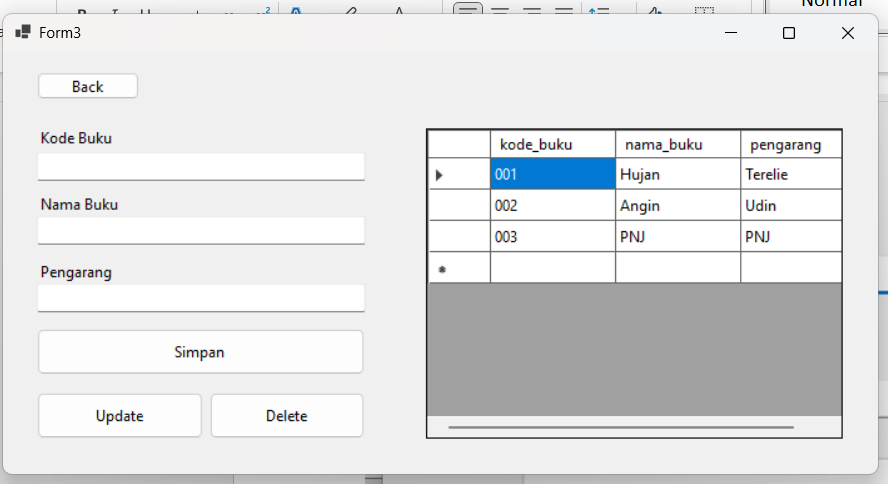 Normal
Form3
Back
Kode Buku
Nama Buku
Pengarang
Simpan
Update Delete
kode_buku nama_buku pengarang
001 Hujan Terelie
002 Angin Udin
003 PNJ PNJ